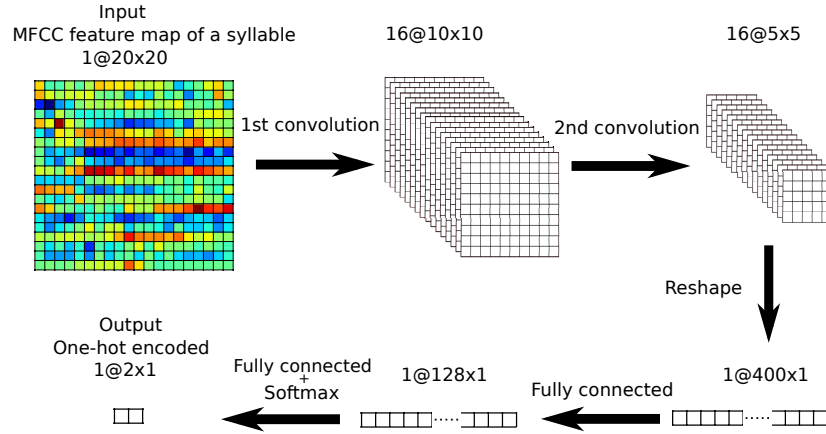 Input
MFCC feature map of a syllable
1@20x20
16@10x10
16@5x5
1st convolution
2nd convolution
Reshape
Output
One-hot encoded
1@2x1
Fully connected
+
Softmax
1@128x1
Fully connected
1@400x1